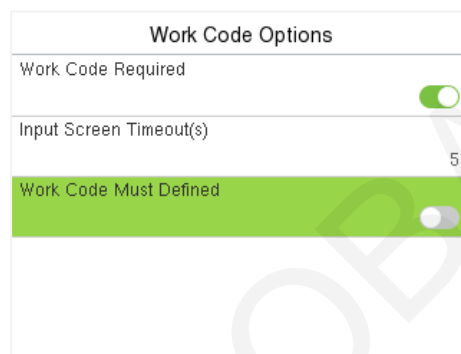 Work Code Options
Work Code Required
Input Screen Timeout(s)
5
Work Code Must Defined